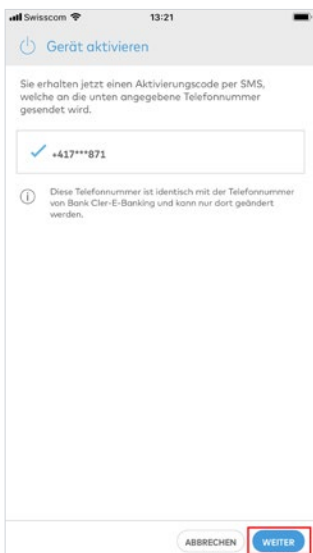 Swisscom 13:21
Gerät aktivieren
Sie erhalten jetzt einen Aktivierungscode per SMS,
welche an die unten angegebene Telefonnummer
gesendet wird.
+417***871
Diese Telefonnummer ist identisch mit der Telefonnummer
von Bank Cler-E-Banking und kann nur dort geändert
werden.
ABBRECHEN WEITER